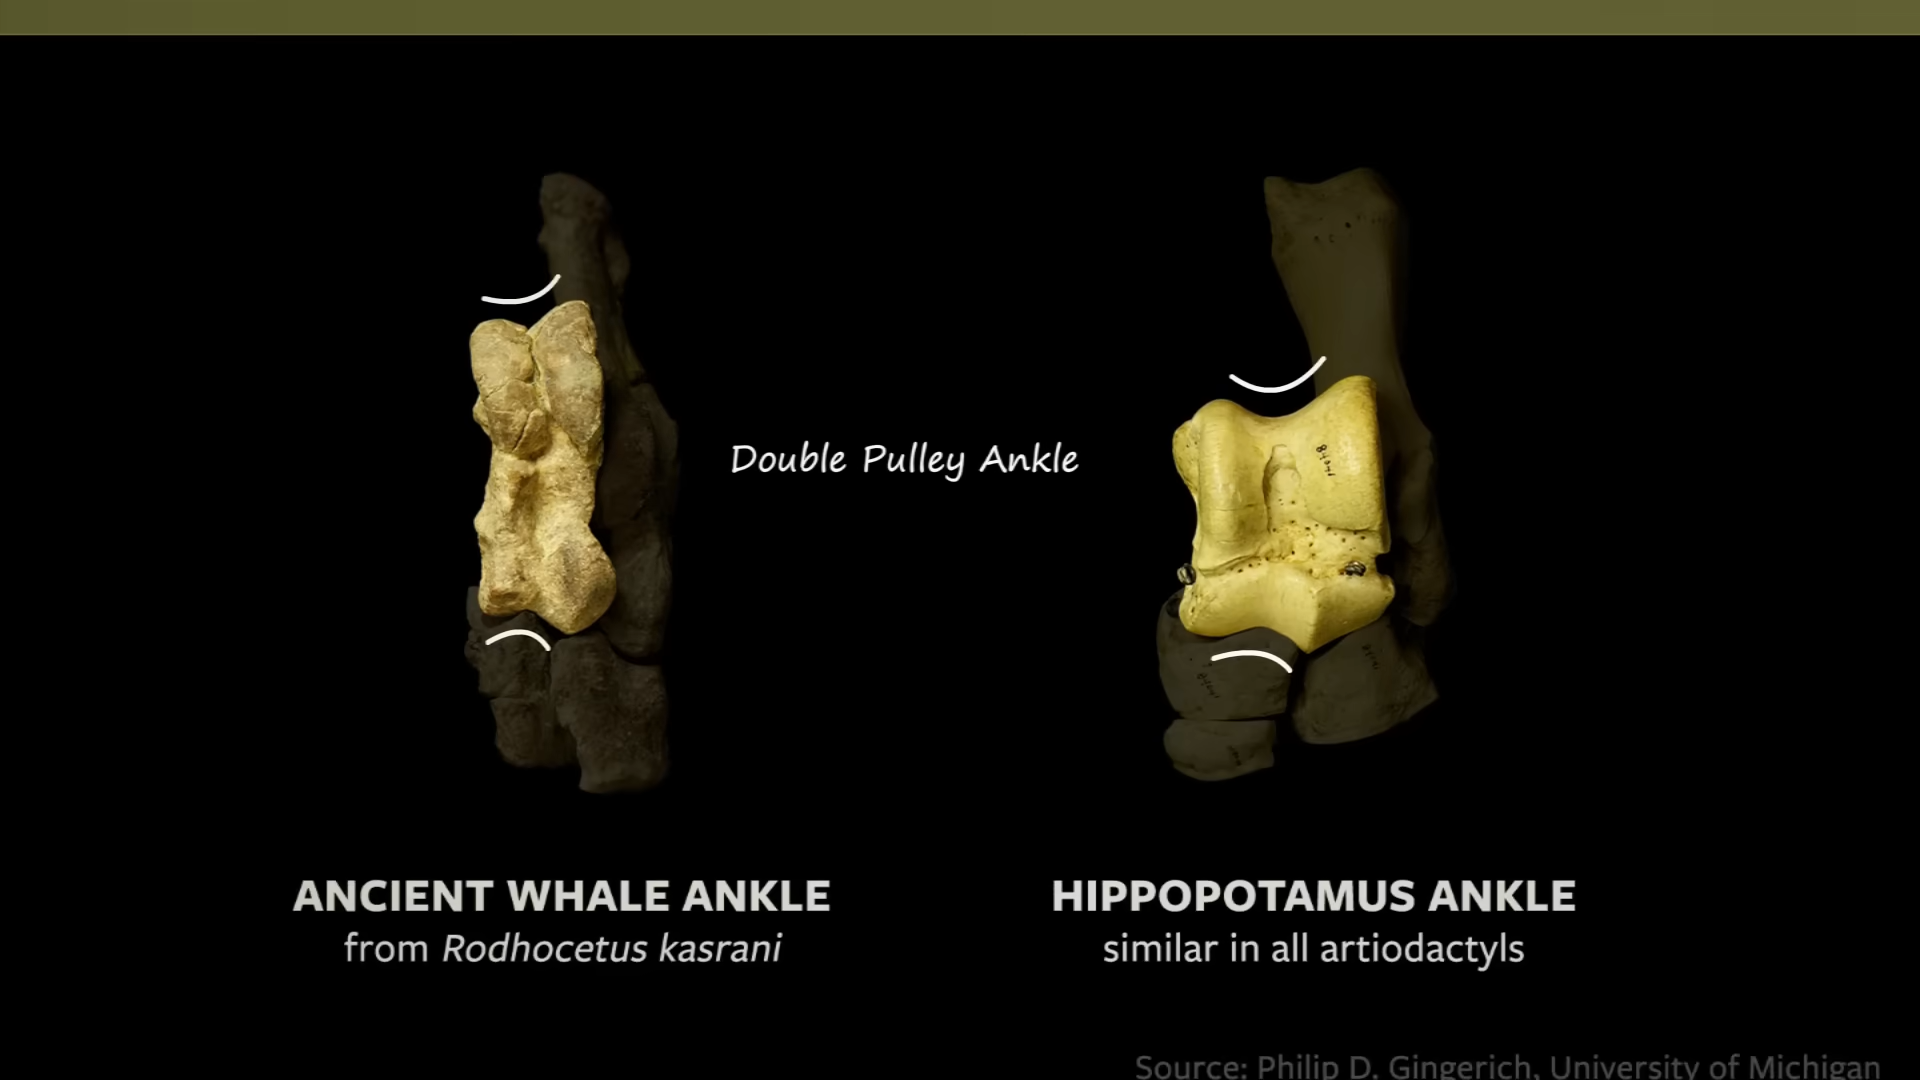 Double Pulley Ankle
ANCIENT WHALE ANKLE
from Rodhocetus kasrani
HIPPOPOTAMUS ANKLE
similar in all artiodactyls
Source: Philip D. Gingerich, University of Michigan